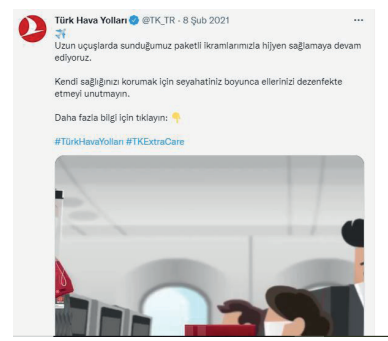 Türk Hava Yolları @TK_TR · 8 Şub 2021
Uzun uçuşlarda sunduğumuz paketli ikramlarımızla hijyen sağlamaya devam
ediyoruz.
Kendi sağlığınızı korumak için seyahatiniz boyunca ellerinizi dezenfekte
etmeyi unutmayın.
Daha fazla bilgi için tıklayın: 👇
#TürkHavaYolları #TKExtraCare